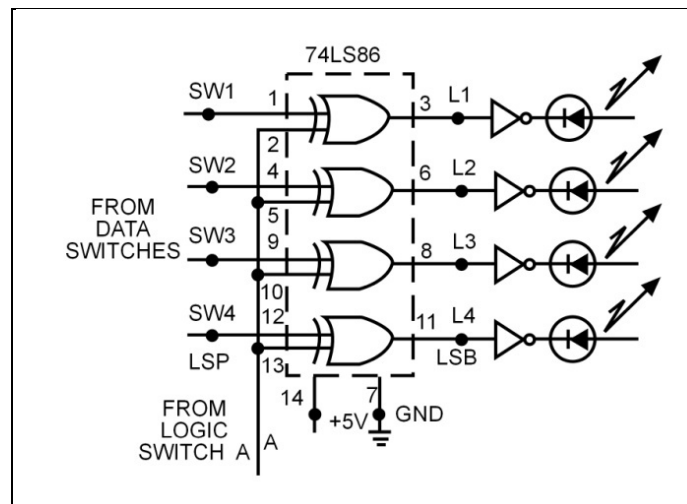 74LS86
SW1
1
3
L1
2
SW2
4
6
L2
5
FROM
DATA
SWITCHES
SW3
9
8
L3
10
SW4
12
11
L4
LSP
13
LSB
14
7
+5V
GND
FROM
LOGIC
SWITCH A
A